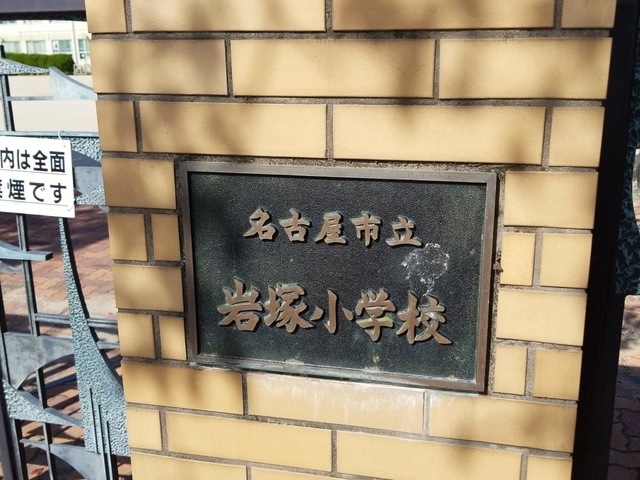 内は全面
煙です
名古屋市立
岩塚小学校